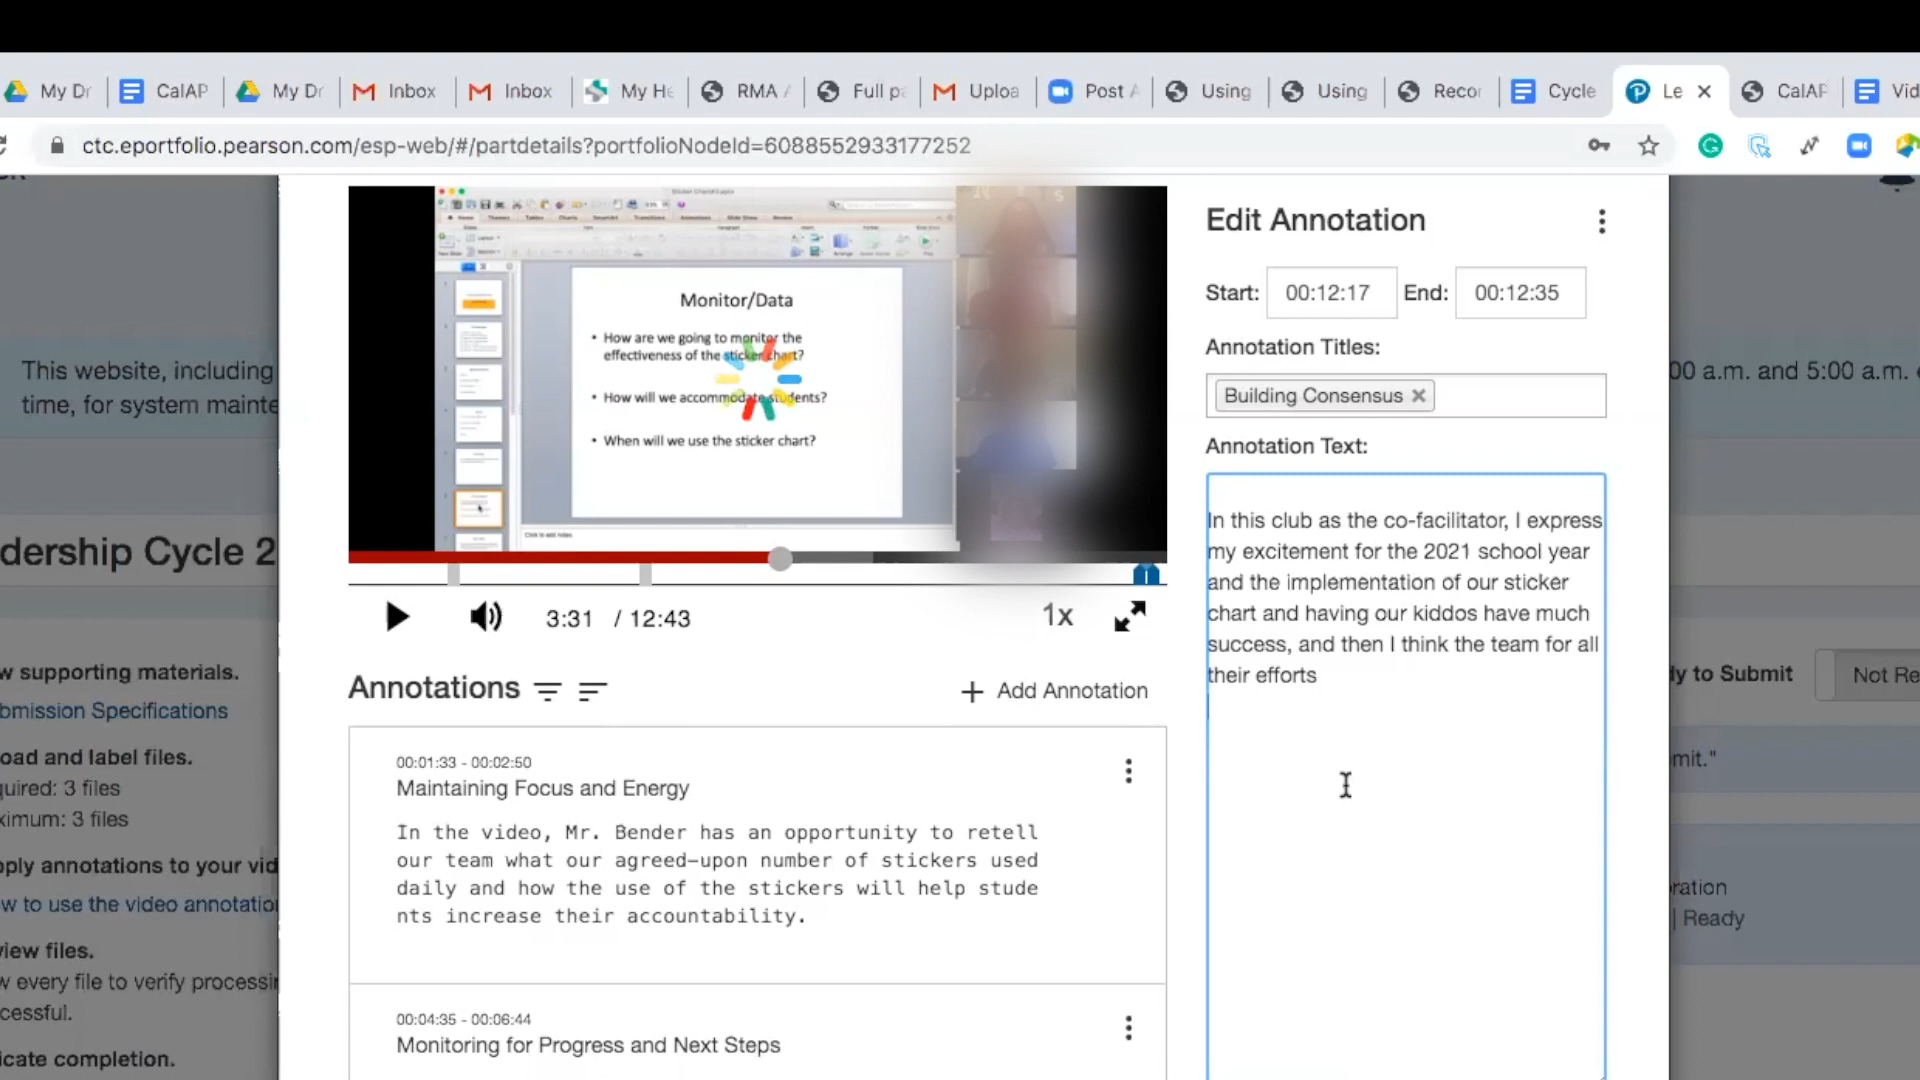 My Dr
CalAP
My Dr
Inbox
Inbox
My He
RMA
Full pa
Uploa
Post A
Using
Using
Recor
Cycle
Le
CalAP
Vid
ctc.eportfolio.pearson.com/esp-web/#/partdetails?portfolioNodeId=6088552933177252
This website, including
time, for system mainte
00 a.m. and 5:00 a.m.
dership Cycle 2
w supporting materials.
bmission Specifications
oad and label files.
quired: 3 files
ximum: 3 files
pply annotations to your vid
w to use the video annotation
view files.
w every file to verify processin
cessful.
icate completion.
Monitor/Data
• How are we going to monitor the
effectiveness of the sticker chart?
• How will we accommodate students?
• When will we use the sticker chart?
Click to add notes
3:31 / 12:43
1x
Annotations
+ Add Annotation
00:01:33 - 00:02:50
Maintaining Focus and Energy
In the video, Mr. Bender has an opportunity to retell
our team what our agreed-upon number of stickers used
daily and how the use of the stickers will help stude
nts increase their accountability.
00:04:35 - 00:06:44
Monitoring for Progress and Next Steps
Edit Annotation
Start: 00:12:17 End: 00:12:35
Annotation Titles:
Building Consensus
Annotation Text:
In this club as the co-facilitator, I express
my excitement for the 2021 school year
and the implementation of our sticker
chart and having our kiddos have much
success, and then I think the team for all
their efforts
dy to Submit
Not Re
mit."
ration
| Ready